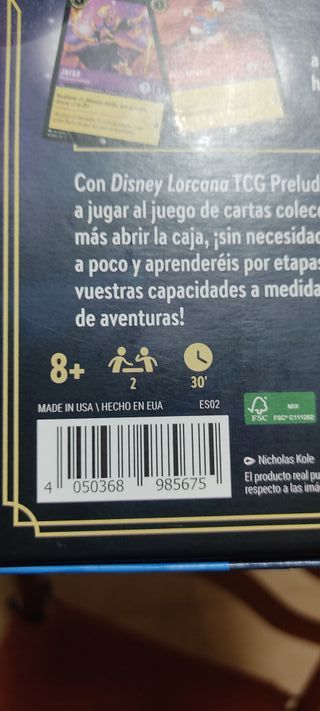 a
h
Con Disney Lorcana TCG Prelud
a jugar al juego de cartas colecc
más abrir la caja, ¡sin necesidad
a poco y aprenderéis por etapas
vuestras capacidades a medida
de aventuras!
8+
2
30'
MADE IN USA \ HECHO EN EUA
ES02
FSC
MIX
FSC® C111262
4 050368 985675
Nicholas Kole
El producto real pu
respecto a las imá